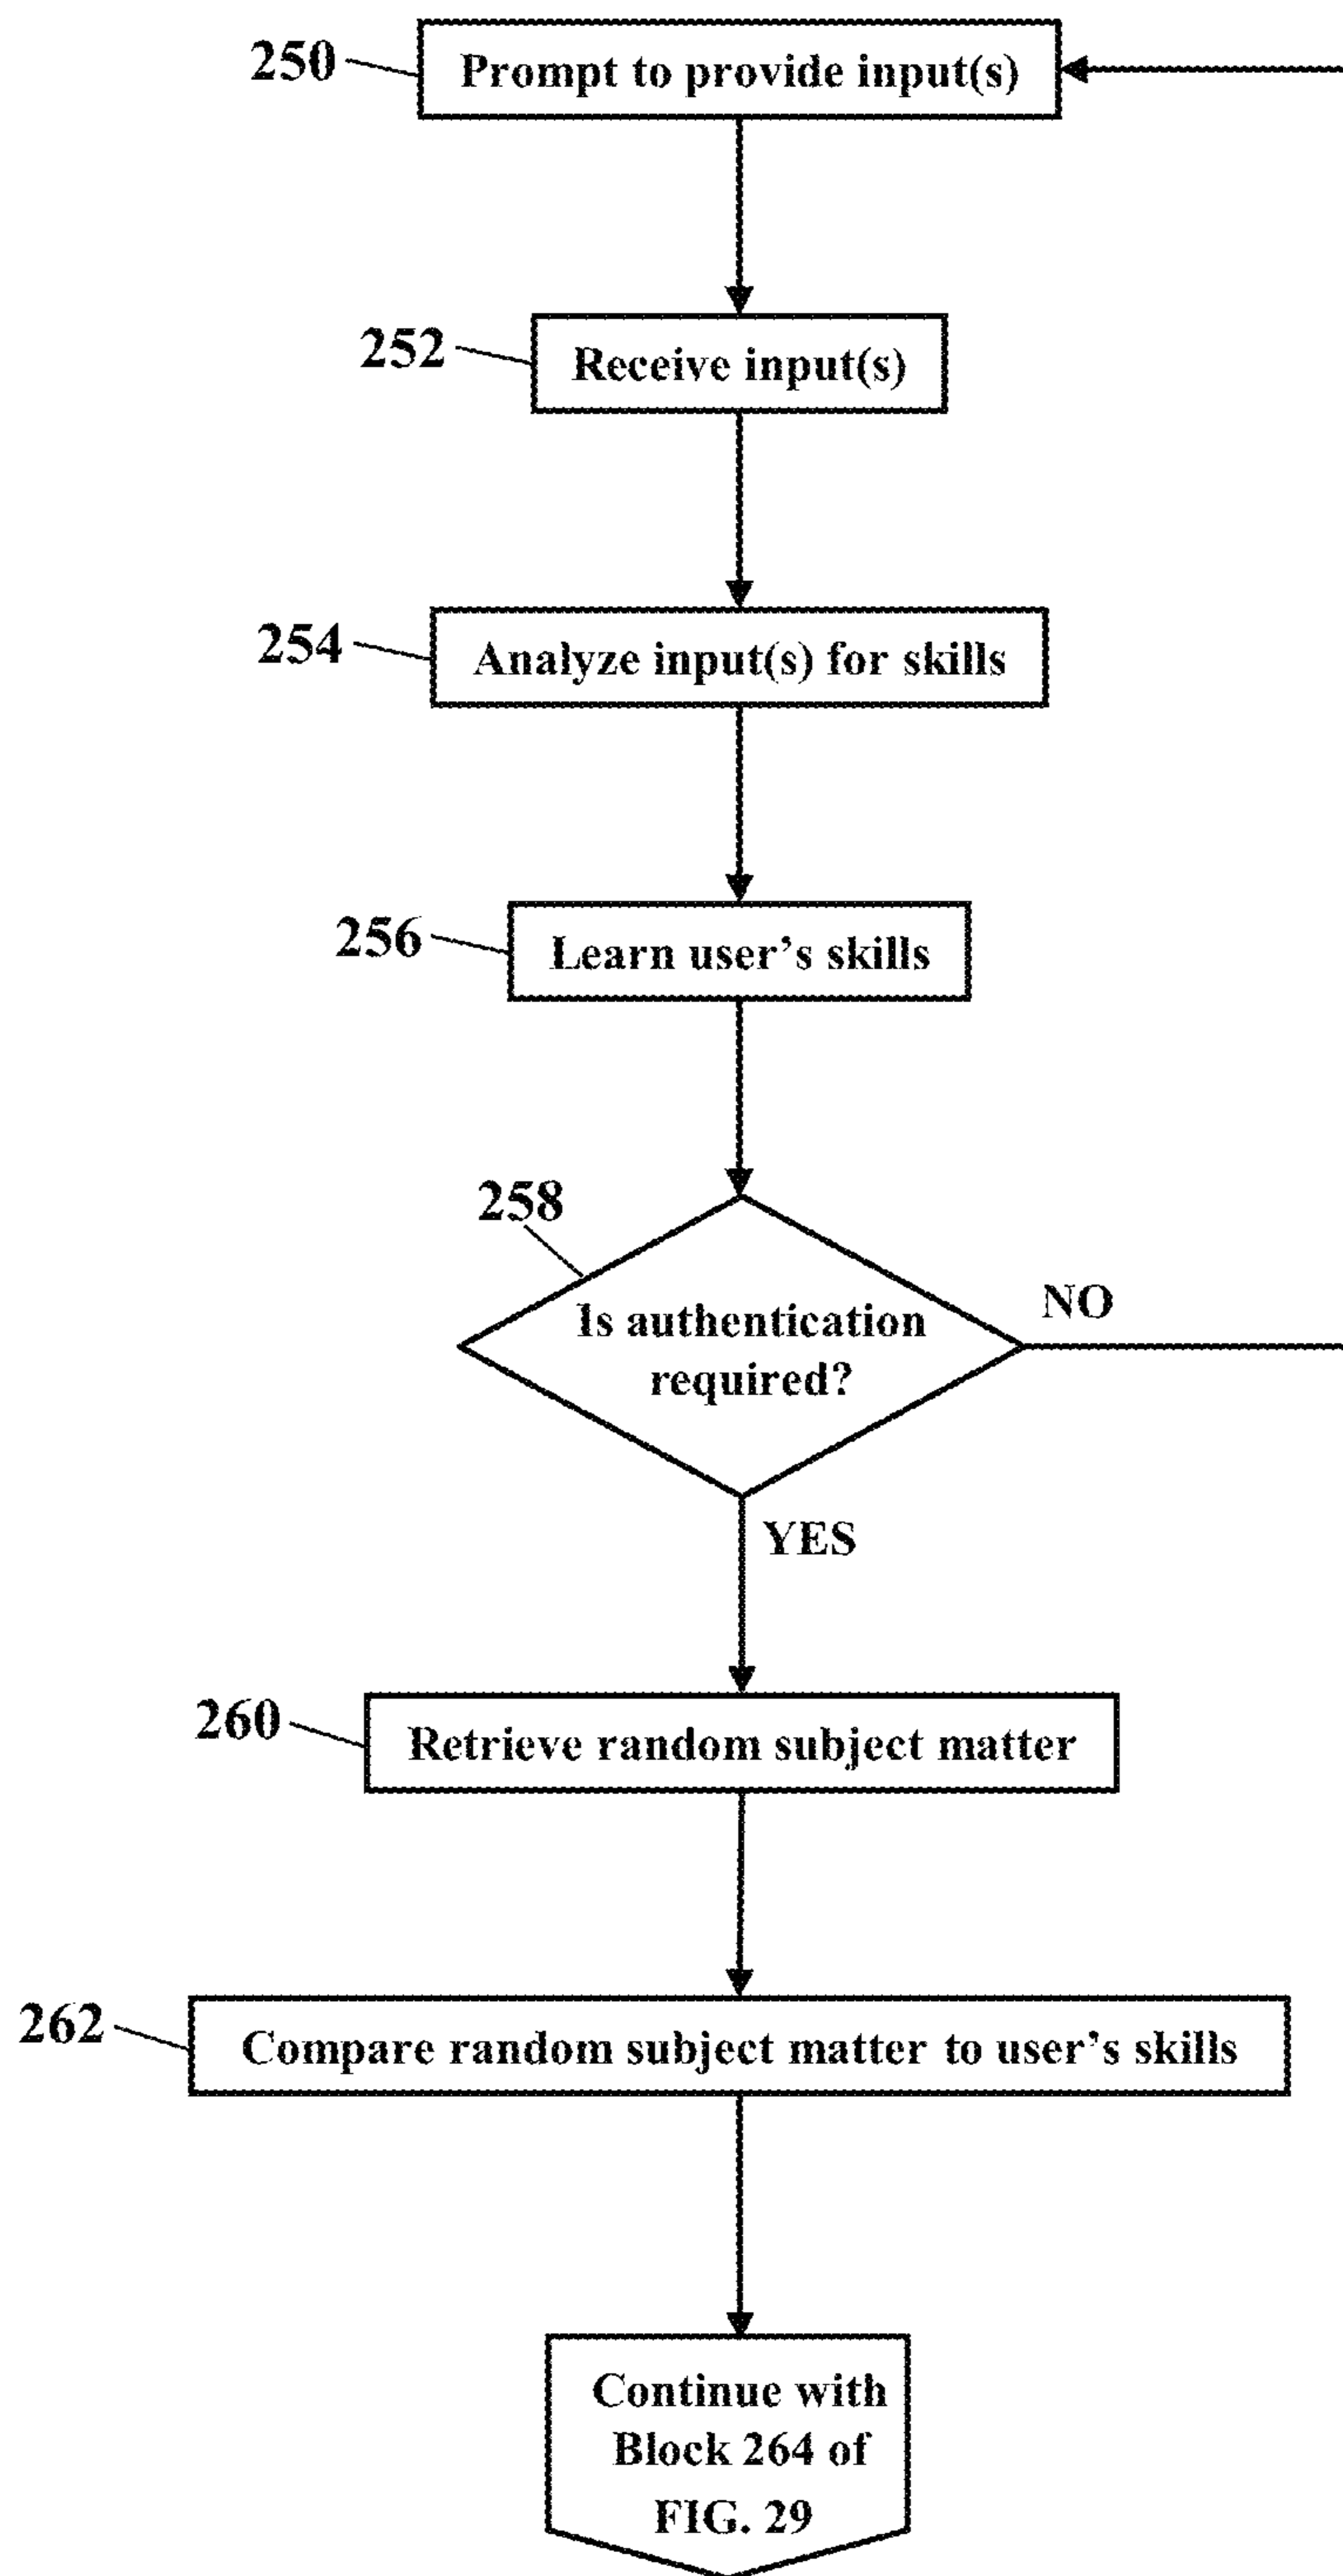 250
Prompt to provide input(s)
252
Receive input(s)
254
Analyze input(s) for skills
256
Learn user's skills
258
Is authentication
required?
NO
YES
260
Retrieve random subject matter
262
Compare random subject matter to user's skills
Continue with
Block 264 of
FIG. 29